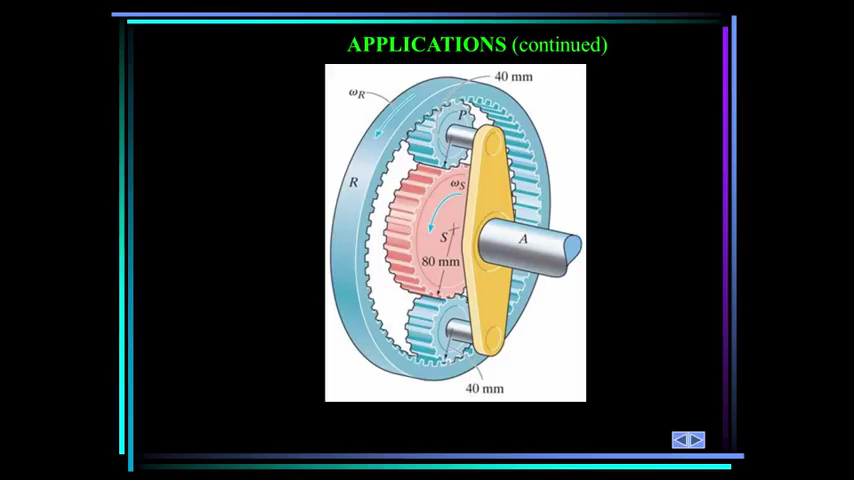 APPLICATIONS (continued)
40 mm
ωR
P
R
ωS
S
A
80 mm
40 mm